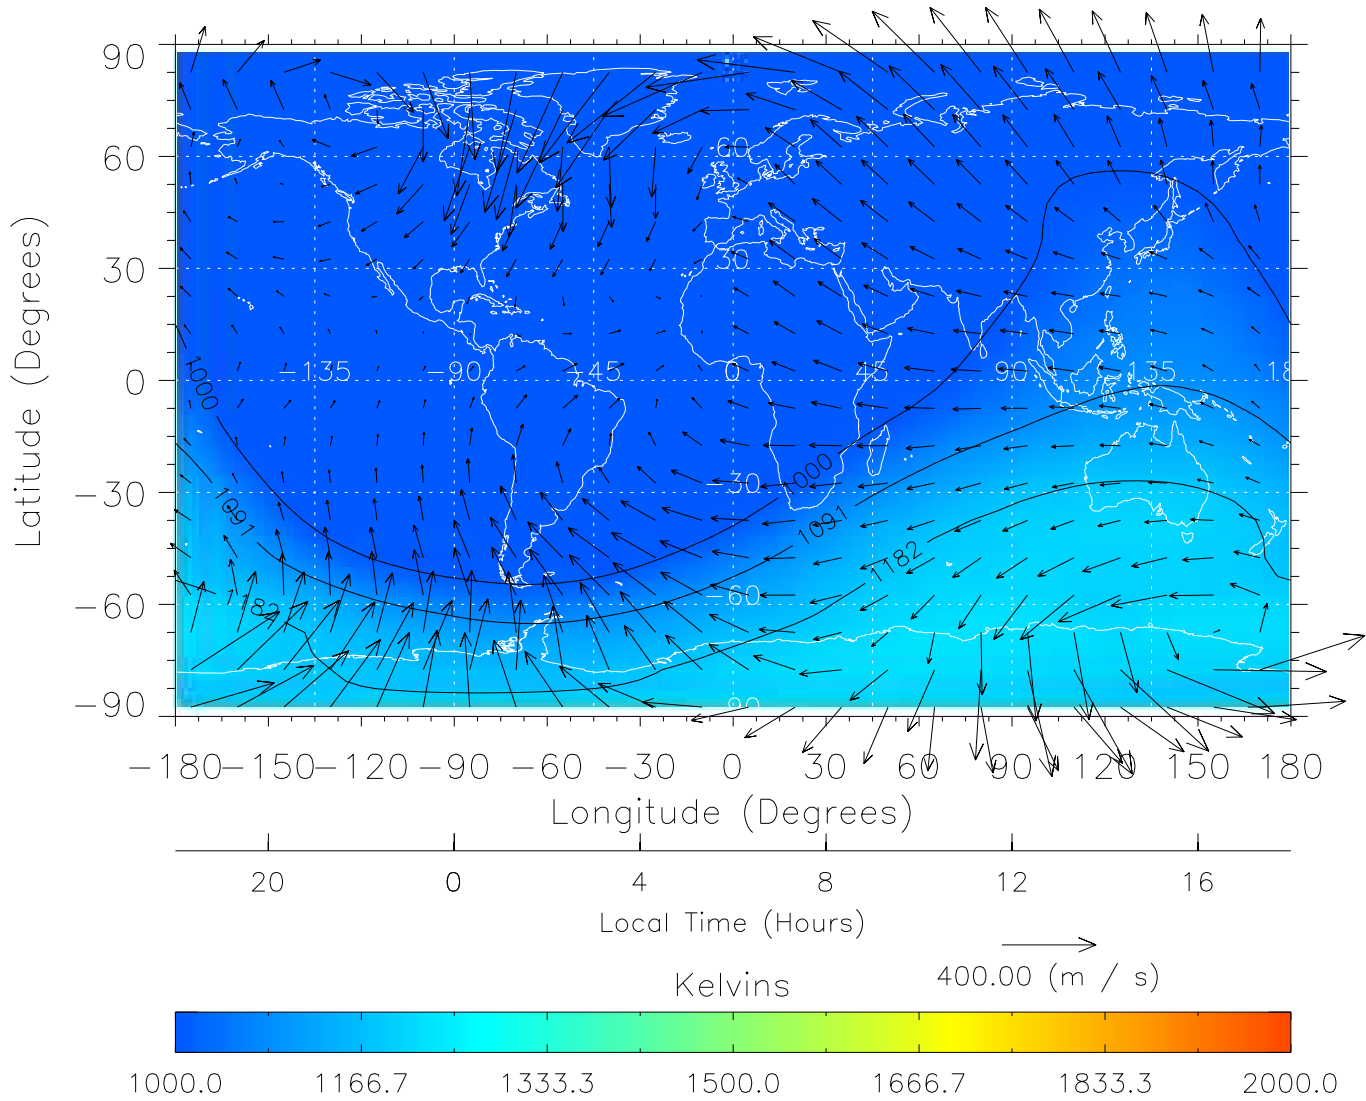 90
60
30
0
−30
−60
−90
Latitude (Degrees)
60
30
−135 −90 −45 0 45 90 135 18
−30
−60
−90
1000
1091
1182
1000
1091
1182
−180 −150 −120 −90 −60 −30 0 30 60 90 120 150 180
Longitude (Degrees)
20 0 4 8 12 16
Local Time (Hours)
400.00 (m / s)
Kelvins
1000.0 1166.7 1333.3 1500.0 1666.7 1833.3 2000.0